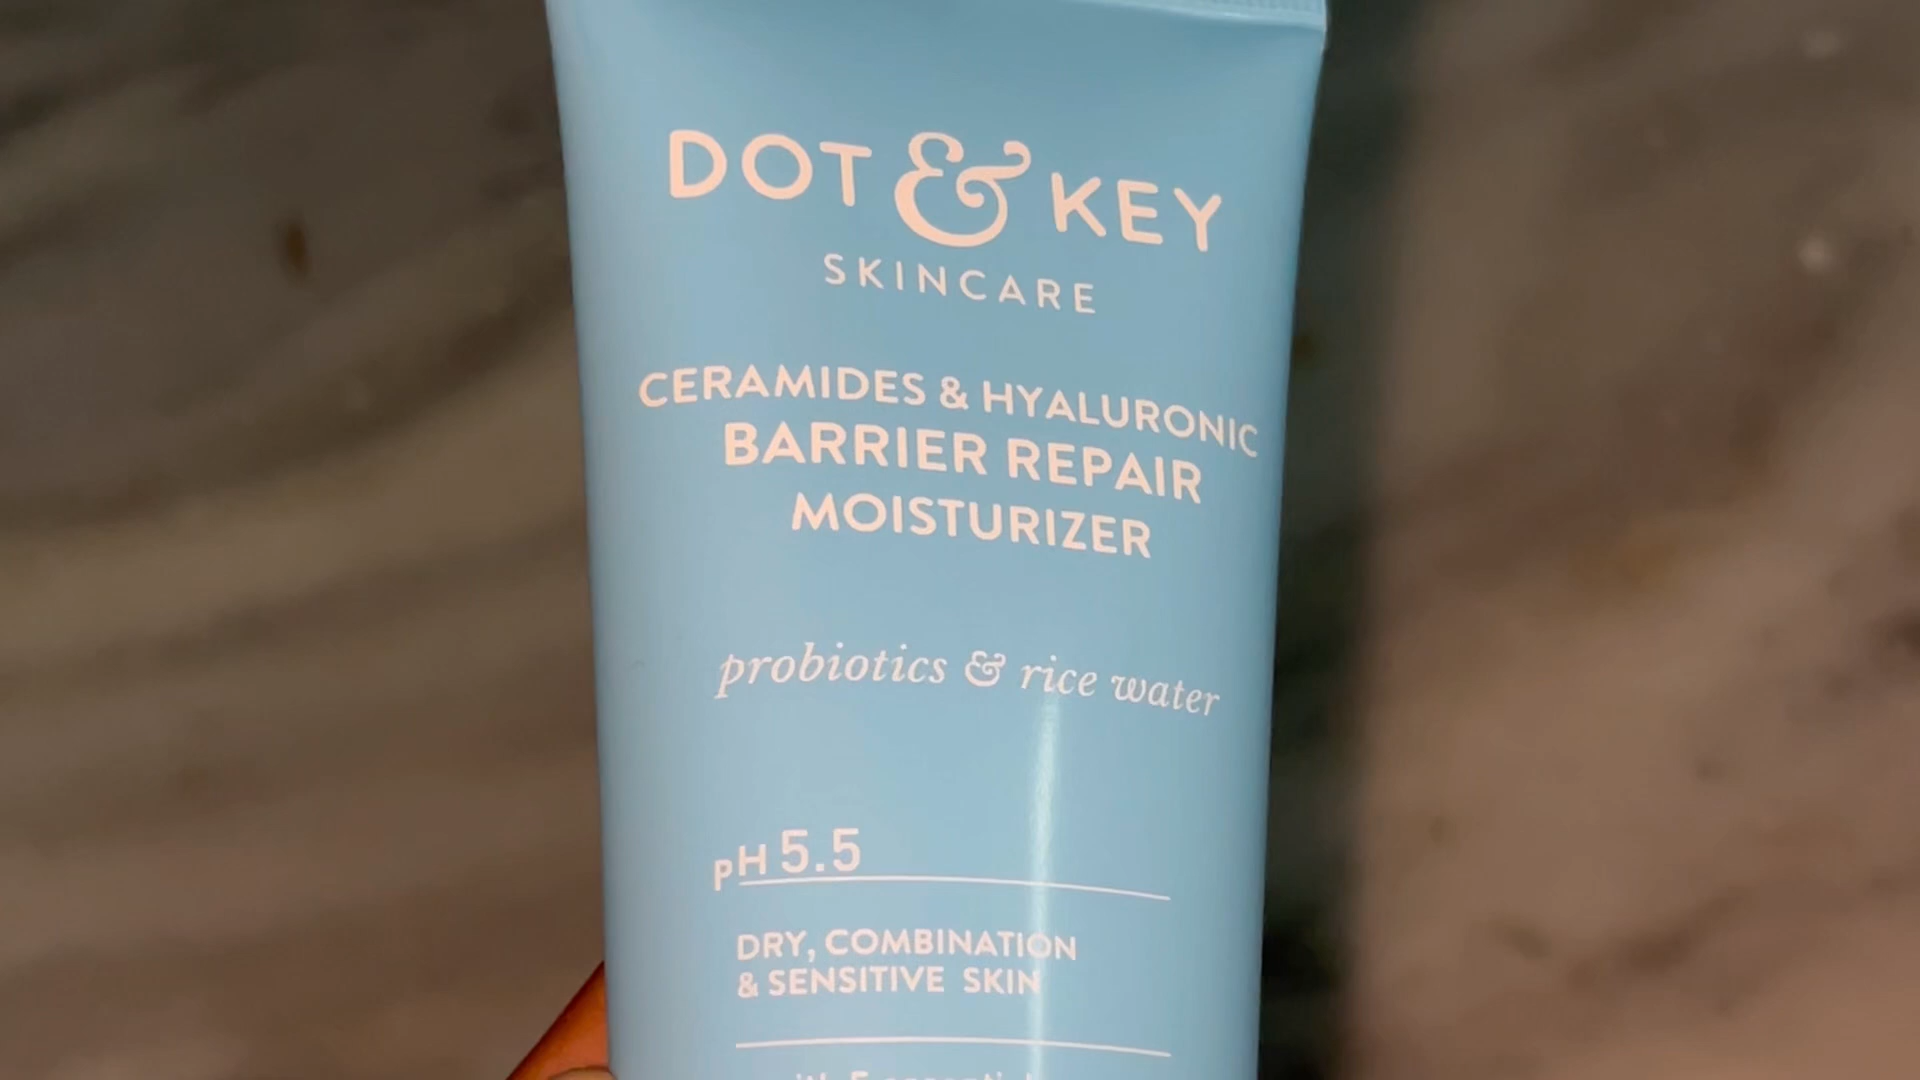 DOT & KEY
SKINCARE
CERAMIDES & HYALURONIC
BARRIER REPAIR
MOISTURIZER
probiotics & rice water
pH 5.5
DRY, COMBINATION
& SENSITIVE SKIN